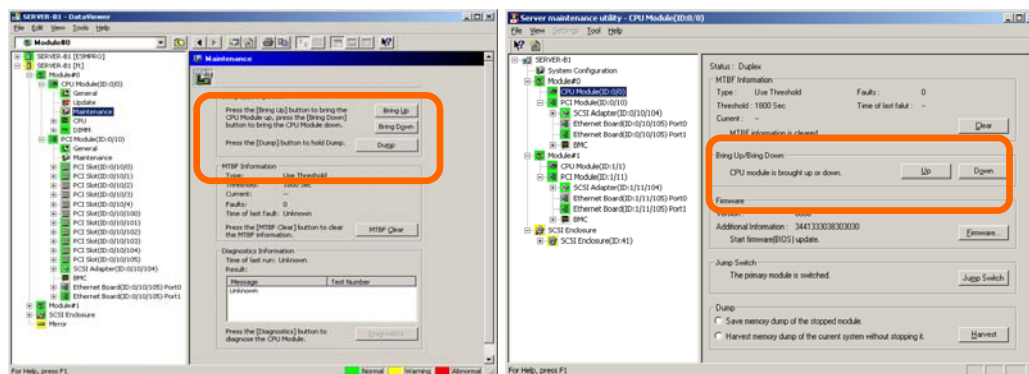 SERVER-B1 - DataViewer
File Edit View Tools Help
Module#0
SERVER-B1 [ESMPRO]
SERVER-B1 [ft]
Module#0
CPU Module(ID:0/0)
General
Update
Maintenance
CPU
DIMM
PCI Module(ID:0/10)
General
Maintenance
PCI Slot(ID:0/10/0)
PCI Slot(ID:0/10/1)
PCI Slot(ID:0/10/2)
PCI Slot(ID:0/10/3)
PCI Slot(ID:0/10/4)
PCI Slot(ID:0/10/100)
PCI Slot(ID:0/10/101)
PCI Slot(ID:0/10/102)
PCI Slot(ID:0/10/103)
PCI Slot(ID:0/10/104)
PCI Slot(ID:0/10/105)
SCSI Adapter(ID:0/10/104)
BMC
Ethernet Board(ID:0/10/105) Port0
Ethernet Board(ID:0/10/105) Port1
Module#1
SCSI Enclosure
Mirror
Maintenance
Press the [Bring Up] button to bring the
CPU Module up, press the [Bring Down]
button to bring the CPU Module down.
Bring Up
Bring Down
Press the [Dump] button to hold Dump.
Dump
MTBF Information
Type: Use Threshold
Threshold: 1800 Sec
Current: --
Faults: 0
Time of last fault: Unknown
Press the [MTBF Clear] button to clear
the MTBF information.
MTBF Clear
Diagnostics Information
Time of last run: Unknown
Result:
Message Test Number
Unknown
Press the [Diagnostics] button to
diagnose the CPU Module.
Diagnostics
For Help, press F1
Normal Warning Abnormal
Server maintenance utility - CPU Module(ID:0/0)
File View Settings Tool Help
SERVER-B1
System Configuration
Module#0
CPU Module(ID:0/0)
PCI Module(ID:0/10)
SCSI Adapter(ID:0/10/104)
Ethernet Board(ID:0/10/105) Port0
Ethernet Board(ID:0/10/105) Port1
BMC
Module#1
CPU Module(ID:1/1)
PCI Module(ID:1/11)
SCSI Adapter(ID:1/11/104)
Ethernet Board(ID:1/11/105) Port0
Ethernet Board(ID:1/11/105) Port1
BMC
SCSI Enclosure
SCSI Enclosure(ID:41)
Status : Duplex
MTBF Information
Type : Use Threshold Faults : 0
Threshold : 1800 Sec Time of last falut : --
Current : --
MTBF information is cleared.
Clear
Bring Up/Bring Down
CPU module is brought up or down.
Up Down
Firmware
Additional Information : 3441333038303030
Start firmware(BIOS) update.
Firmware...
Jump Switch
The primary module is switched.
Jump Switch
Dump
Save memory dump of the stopped module.
Harvest memory dump of the current system without stopping it.
Harvest
For Help, press F1